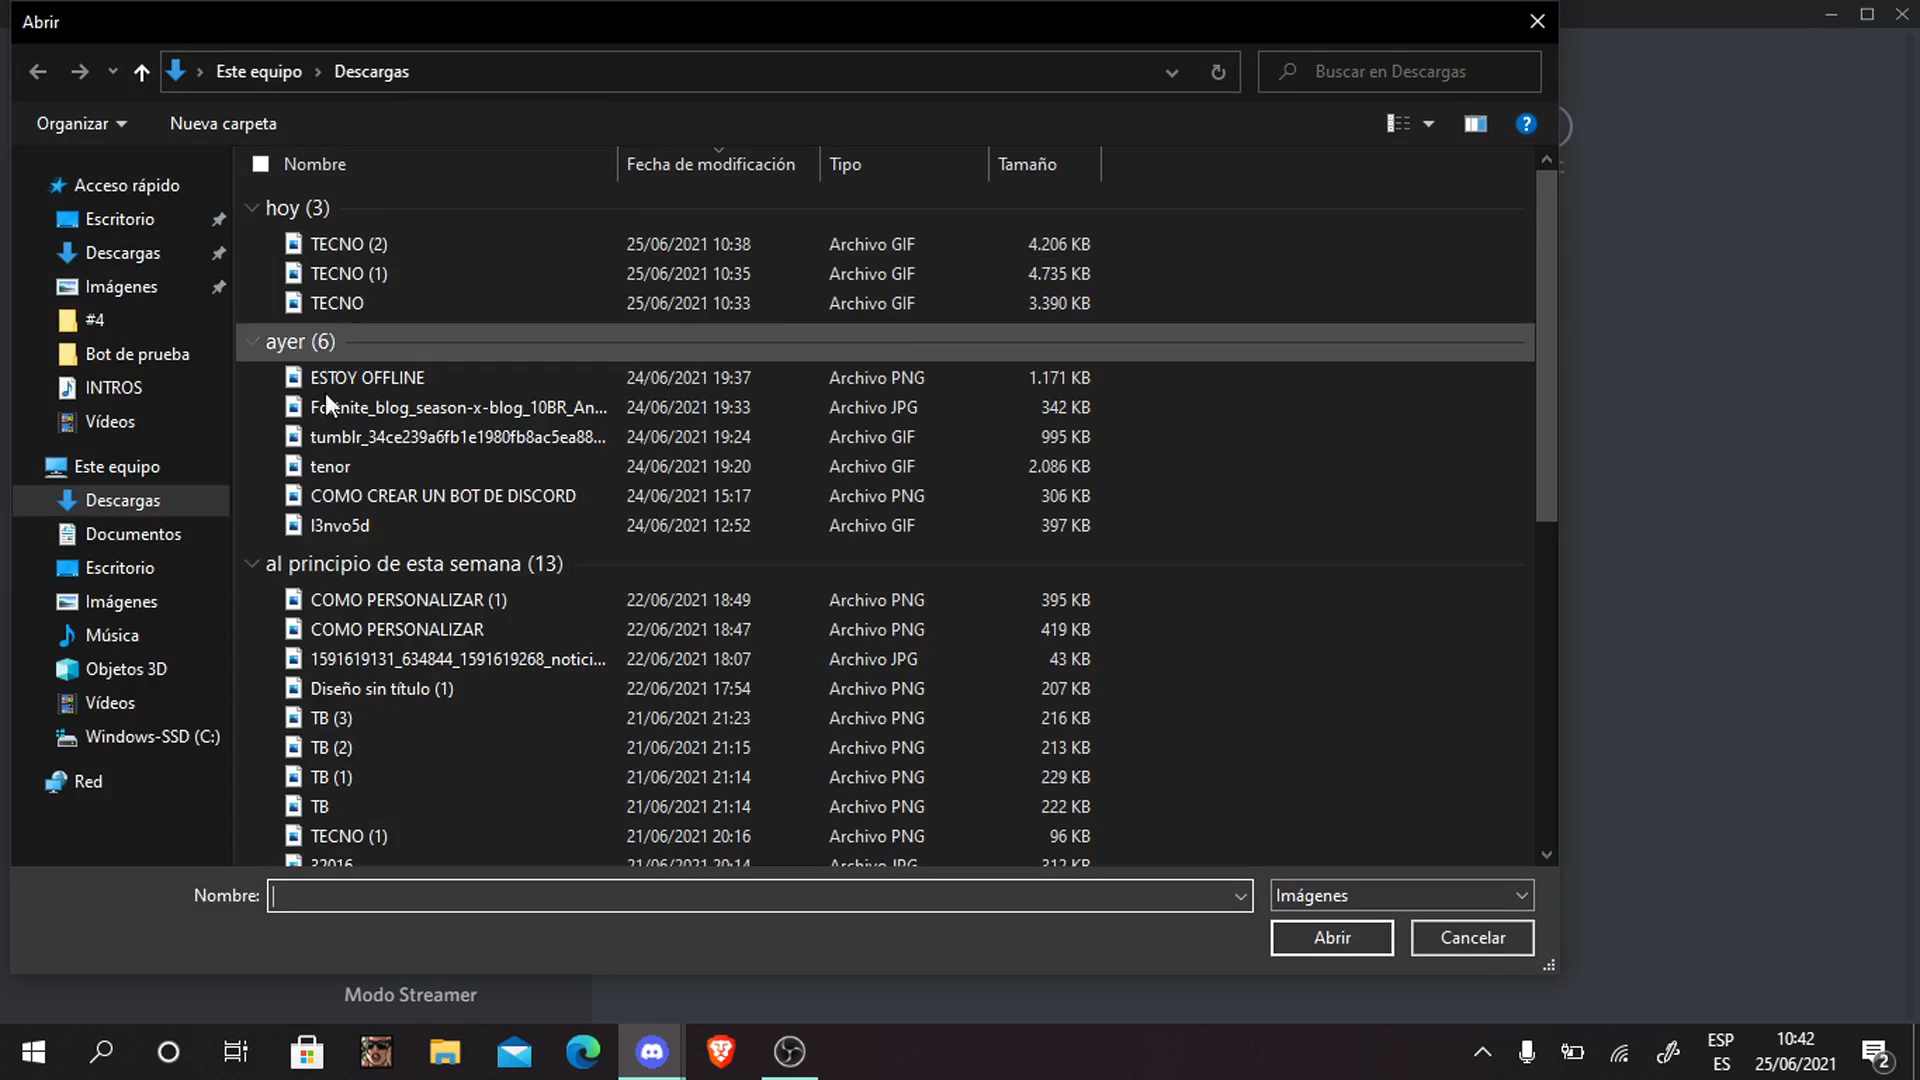 Abrir
Este equipo > Descargas
Buscar en Descargas
Organizar
Nueva carpeta
?
Nombre
Fecha de modificación
Tipo
Tamaño
Acceso rápido
Escritorio
Descargas
Imágenes
#4
Bot de prueba
INTROS
Vídeos
Este equipo
Descargas
Documentos
Escritorio
Imágenes
Música
Objetos 3D
Vídeos
Windows-SSD (C:)
Red
hoy (3)
TECNO (2) 25/06/2021 10:38 Archivo GIF 4.206 KB
TECNO (1) 25/06/2021 10:35 Archivo GIF 4.735 KB
TECNO 25/06/2021 10:33 Archivo GIF 3.390 KB
ayer (6)
ESTOY OFFLINE 24/06/2021 19:37 Archivo PNG 1.171 KB
Fortnite_blog_season-x-blog_10BR_An... 24/06/2021 19:33 Archivo JPG 342 KB
tumblr_34ce239a6fb1e1980fb8ac5ea88... 24/06/2021 19:24 Archivo GIF 995 KB
tenor 24/06/2021 19:20 Archivo GIF 2.086 KB
COMO CREAR UN BOT DE DISCORD 24/06/2021 15:17 Archivo PNG 306 KB
l3nvo5d 24/06/2021 12:52 Archivo GIF 397 KB
al principio de esta semana (13)
COMO PERSONALIZAR (1) 22/06/2021 18:49 Archivo PNG 395 KB
COMO PERSONALIZAR 22/06/2021 18:47 Archivo PNG 419 KB
1591619131_634844_1591619268_notici... 22/06/2021 18:07 Archivo JPG 43 KB
Diseño sin título (1) 22/06/2021 17:54 Archivo PNG 207 KB
TB (3) 21/06/2021 21:23 Archivo PNG 216 KB
TB (2) 21/06/2021 21:15 Archivo PNG 213 KB
TB (1) 21/06/2021 21:14 Archivo PNG 229 KB
TB 21/06/2021 21:14 Archivo PNG 222 KB
TECNO (1) 21/06/2021 20:16 Archivo PNG 96 KB
32016 21/06/2021 20:14 Archivo JPG 312 KB
Nombre:
Imágenes
Abrir
Cancelar
Modo Streamer
ESP
ES
10:42
25/06/2021
2